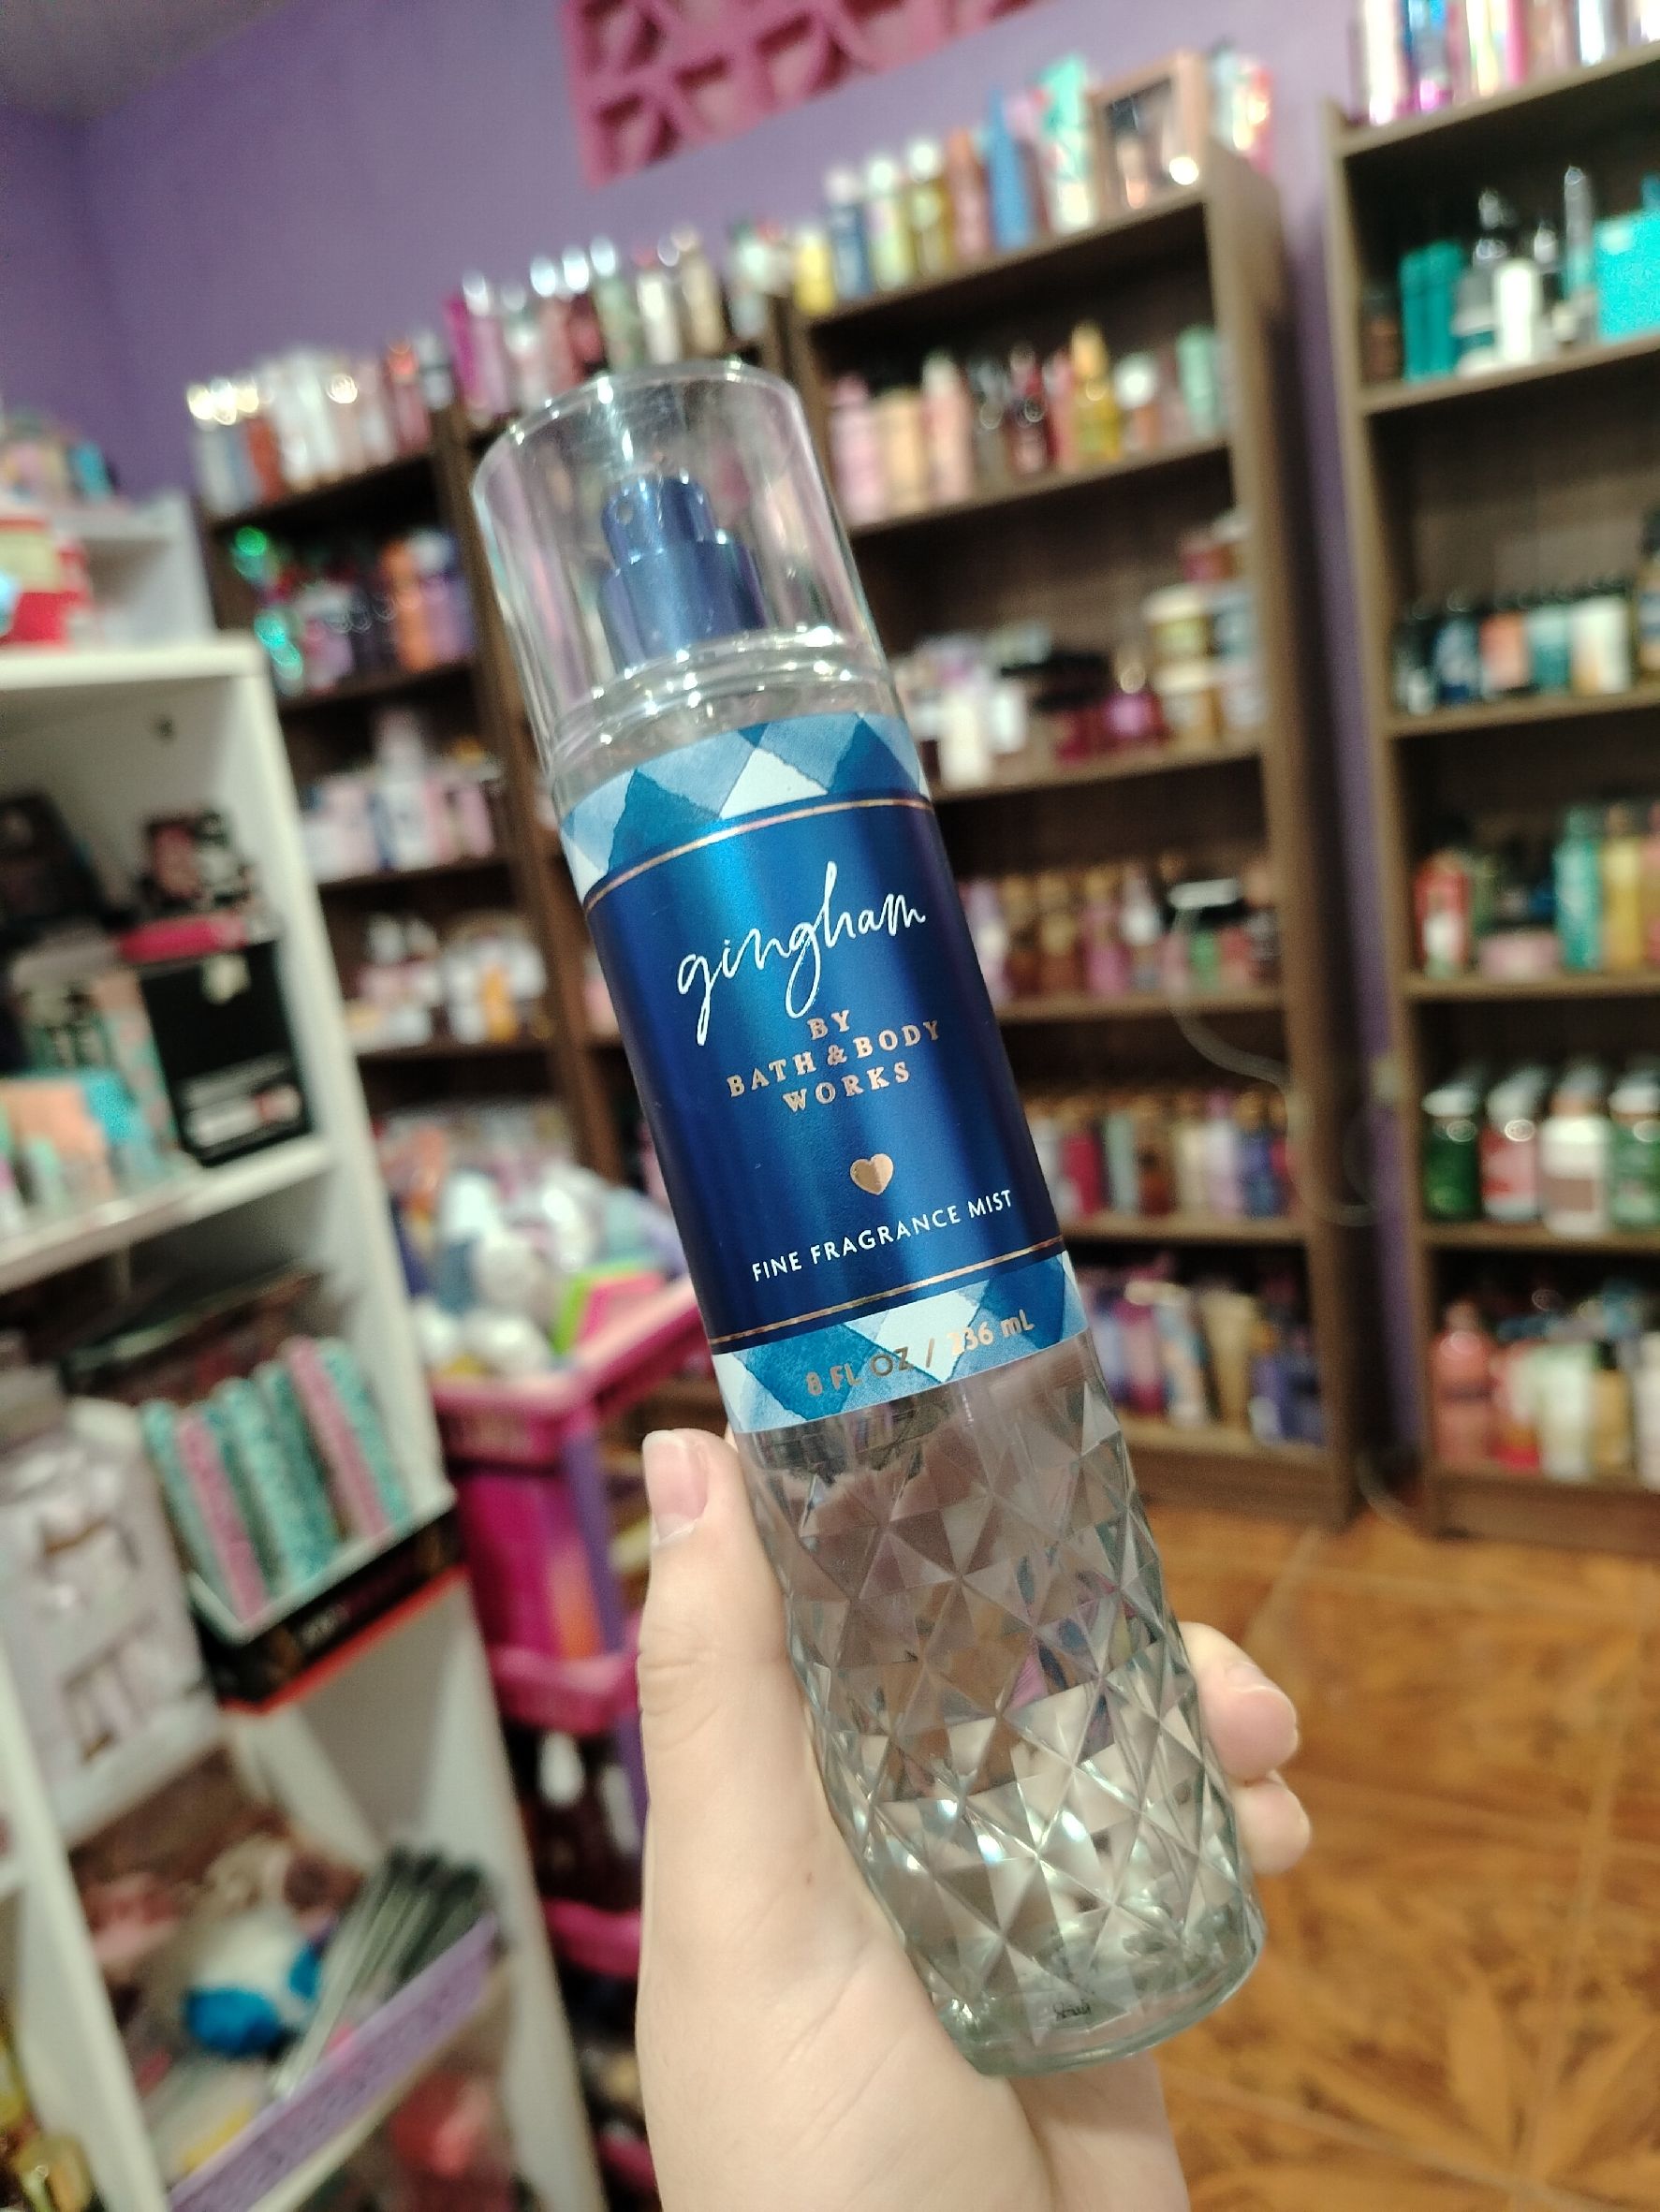 gingham
BY
BATH & BODY
WORKS
FINE FRAGRANCE MIST
8 FL OZ / 236 mL